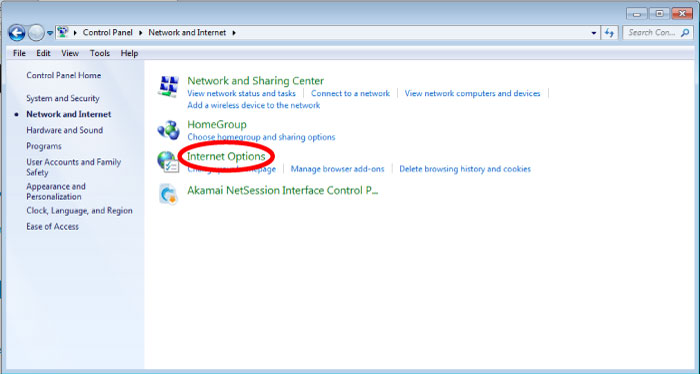 Control Panel Network and Internet
Search Con...
File Edit View Tools Help
Control Panel Home
System and Security
Network and Internet
Hardware and Sound
Programs
User Accounts and Family
Safety
Appearance and
Personalization
Clock, Language, and Region
Ease of Access
Network and Sharing Center
View network status and tasks Connect to a network View network computers and devices
Add a wireless device to the network
HomeGroup
Choose homegroup and sharing options
Internet Options
Change your homepage Manage browser add-ons Delete browsing history and cookies
Akamai NetSession Interface Control P...